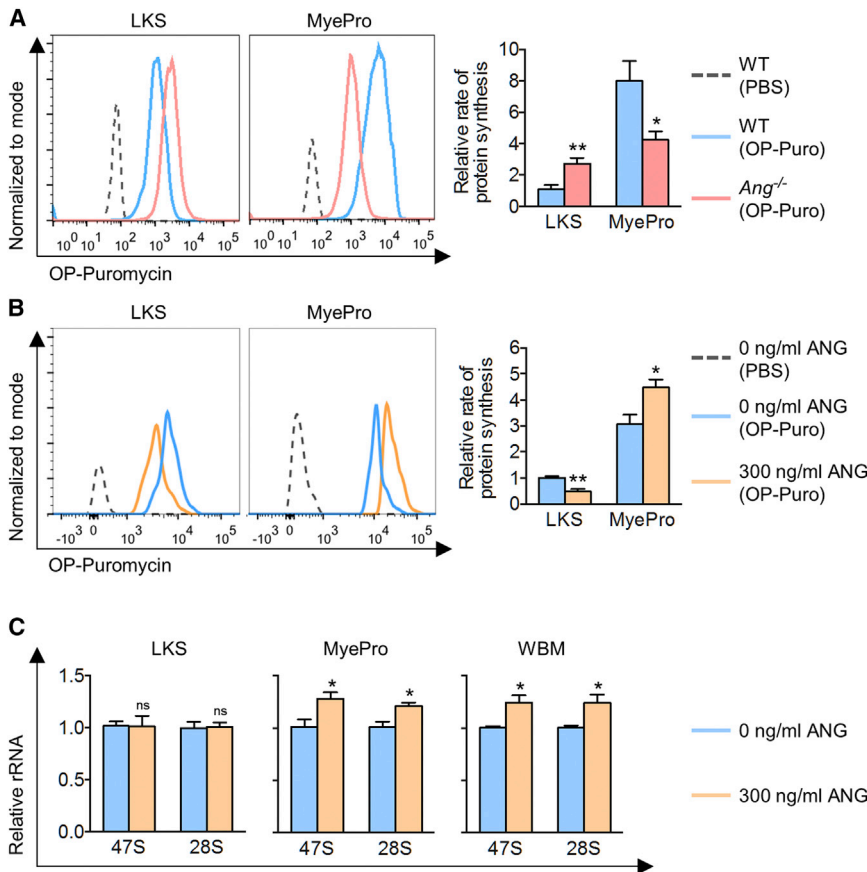 A
LKS
MyePro
Normalized to mode
10⁰ 10¹ 10² 10³ 10⁴ 10⁵
10⁰ 10¹ 10² 10³ 10⁴ 10⁵
OP-Puromycin
Relative rate of
protein synthesis
10
8
6
4
2
0
**
*
LKS
MyePro
WT
(PBS)
WT
(OP-Puro)
Ang⁻/⁻
(OP-Puro)
B
LKS
MyePro
Normalized to mode
-10³ 0 10³ 10⁴ 10⁵
-10³ 0 10³ 10⁴ 10⁵
OP-Puromycin
Relative rate of
protein synthesis
6
5
4
3
2
1
0
**
*
LKS
MyePro
0 ng/ml ANG
(PBS)
0 ng/ml ANG
(OP-Puro)
300 ng/ml ANG
(OP-Puro)
C
LKS
MyePro
WBM
Relative rRNA
1.5
1.0
0.5
0.0
ns
ns
*
*
*
*
47S 28S
47S 28S
47S 28S
0 ng/ml ANG
300 ng/ml ANG